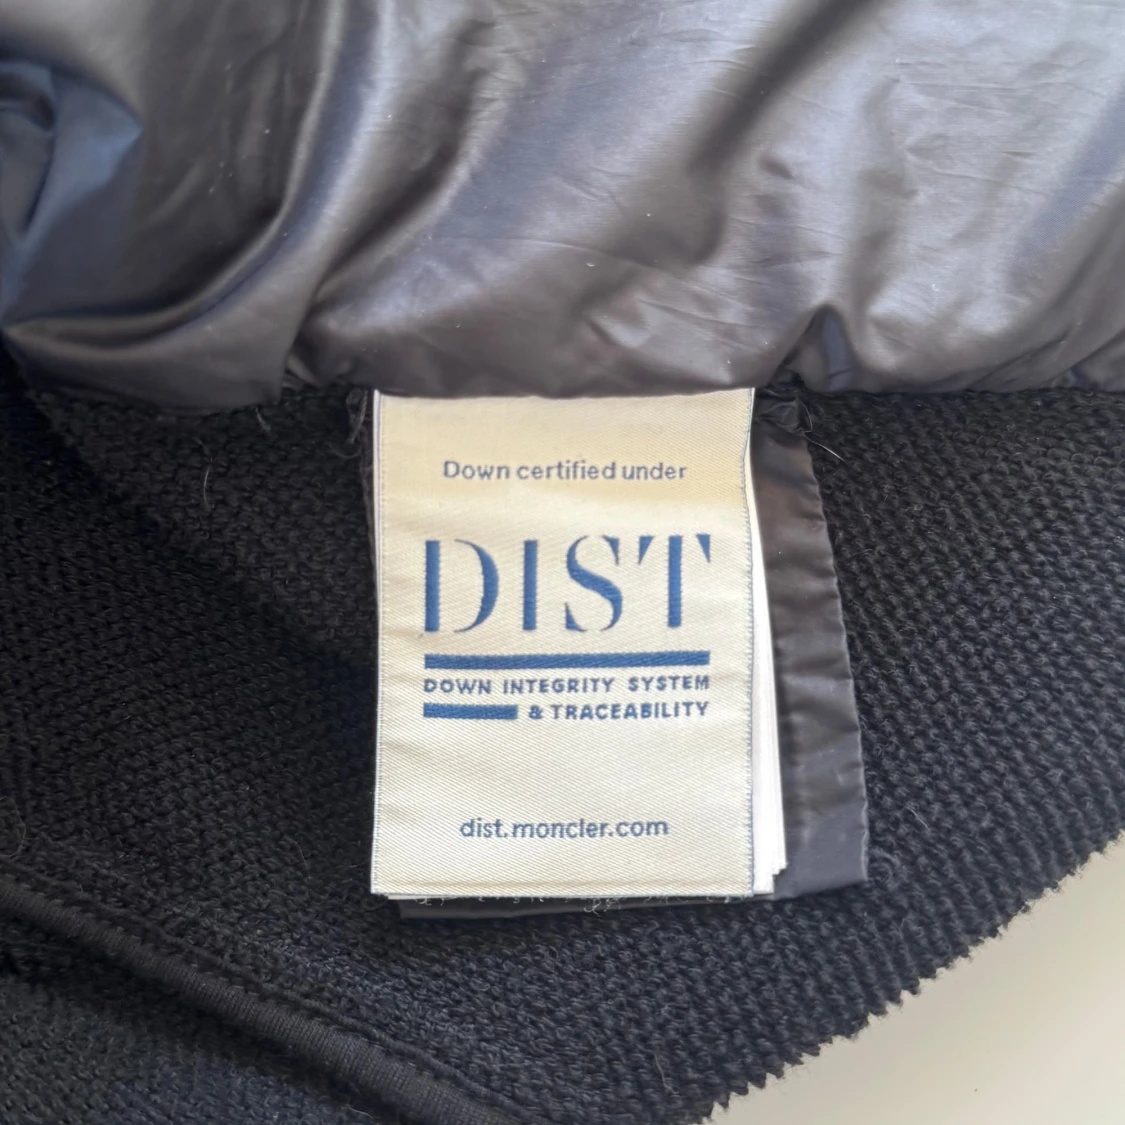 Down certified under
DIST
DOWN INTEGRITY SYSTEM
& TRACEABILITY
dist.moncler.com